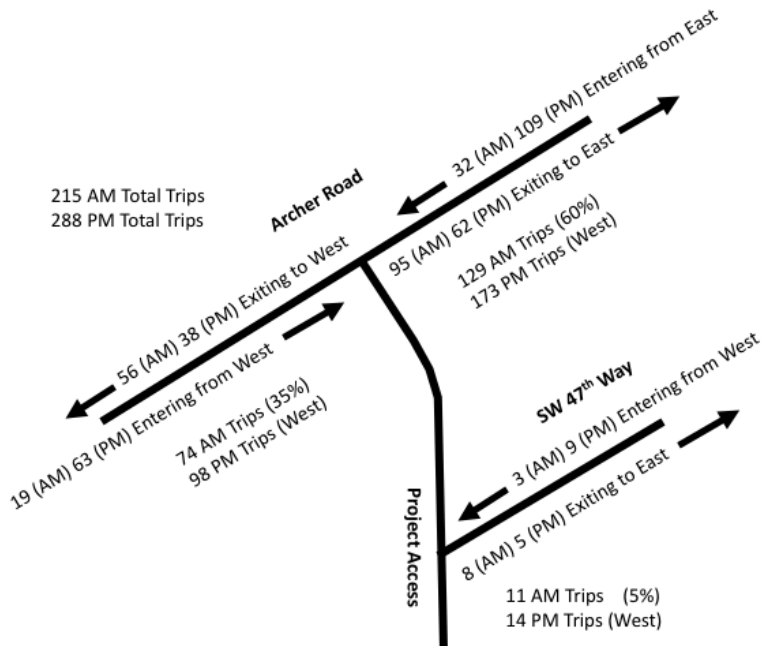 32 (AM) 109 (PM) Entering from East
95 (AM) 62 (PM) Exiting to East
129 AM Trips (60%)
173 PM Trips (West)
215 AM Total Trips
288 PM Total Trips
Archer Road
56 (AM) 38 (PM) Exiting to West
19 (AM) 63 (PM) Entering from West
74 AM Trips (35%)
98 PM Trips (West)
SW 47th Way
3 (AM) 9 (PM) Entering from West
8 (AM) 5 (PM) Exiting to East
Project Access
11 AM Trips (5%)
14 PM Trips (West)